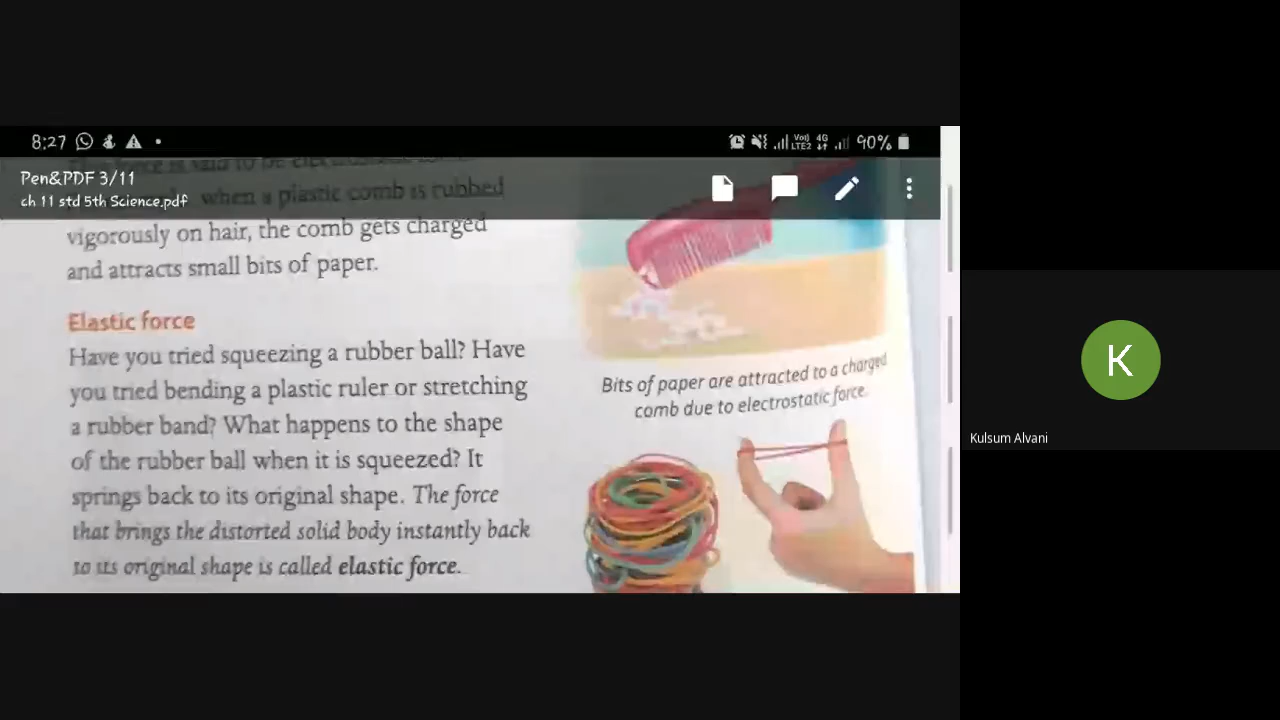 8:27
Vo) LTE2 4G 90%
Pen&PDF 3/11
ch 11 std 5th Science.pdf
when a plastic comb is rubbed
vigorously on hair, the comb gets charged
and attracts small bits of paper.
Elastic force
Have you tried squeezing a rubber ball? Have
you tried bending a plastic ruler or stretching
a rubber band? What happens to the shape
of the rubber ball when it is squeezed? It
springs back to its original shape. The force
that brings the distorted solid body instantly back
to its original shape is called elastic force.
Bits of paper are attracted to a charged
comb due to electrostatic force.
K
Kulsum Alvani